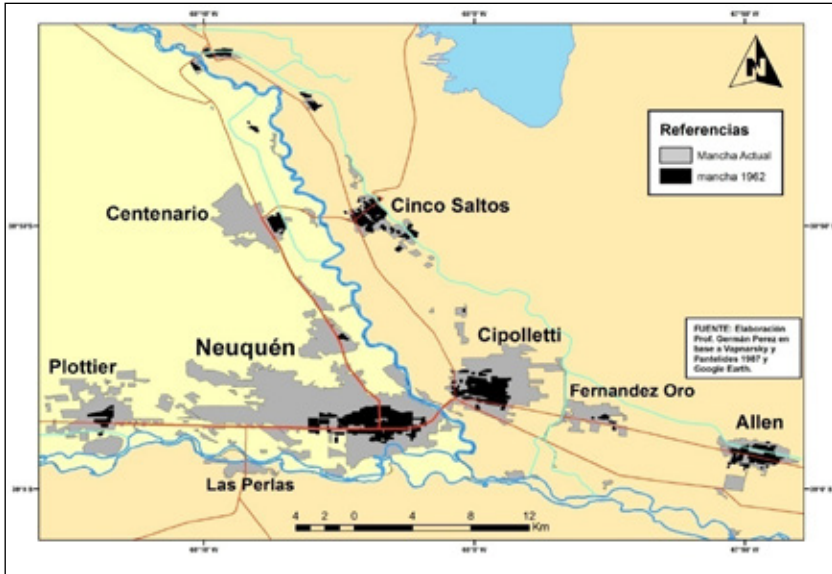 Referencias
Mancha Actual
mancha 1962
Centenario
Cinco Saltos
FUENTE: Elaboración
Prof. Germán Perez en
base a Vapnarsky y
Pantelides 1987 y
Google Earth.
Neuquén
Cipolletti
Plottier
Fernandez Oro
Allen
Las Perlas
4 2 0 4 8 12
Km
N